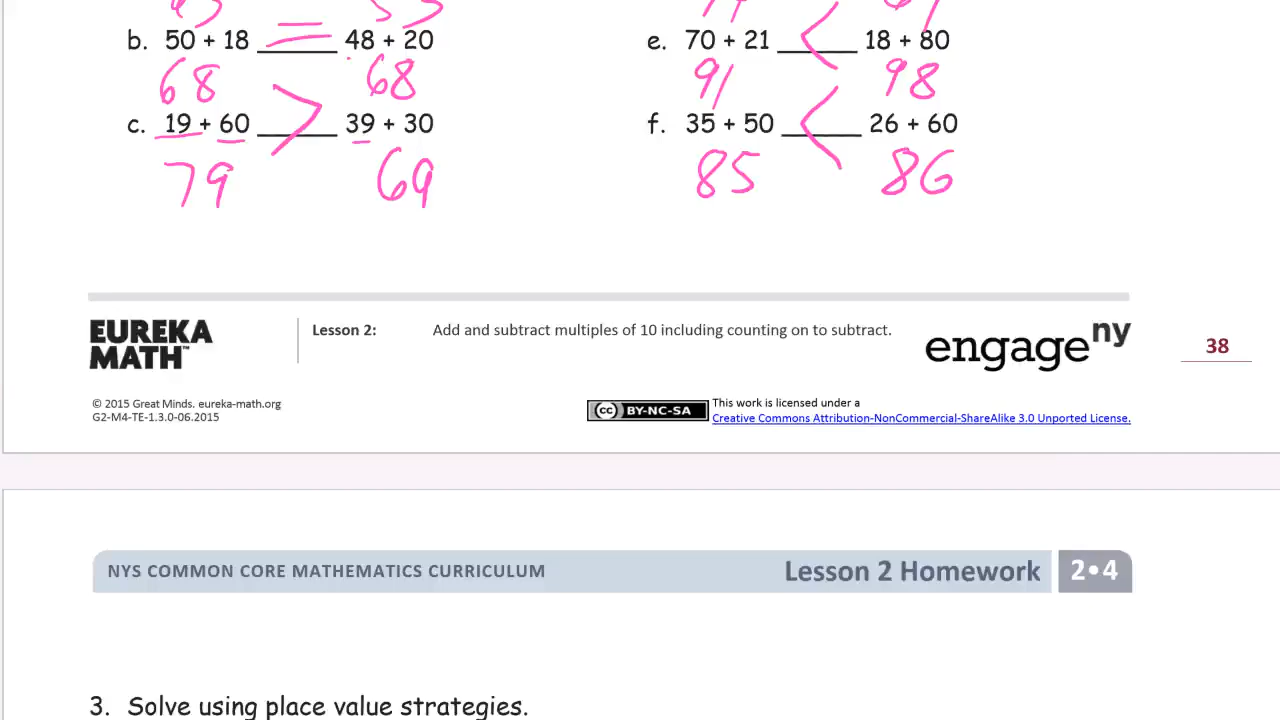 b. 50 + 18 = 48 + 20
68 68
c. 19 + 60 > 39 + 30
79 69
e. 70 + 21 < 18 + 80
91 98
f. 35 + 50 < 26 + 60
85 86
EUREKA
MATH™
Lesson 2: Add and subtract multiples of 10 including counting on to subtract.
engageny
38
© 2015 Great Minds. eureka-math.org
G2-M4-TE-1.3.0-06.2015
cc BY-NC-SA
This work is licensed under a
Creative Commons Attribution-NonCommercial-ShareAlike 3.0 Unported License.
NYS COMMON CORE MATHEMATICS CURRICULUM
Lesson 2 Homework 2•4
3. Solve using place value strategies.